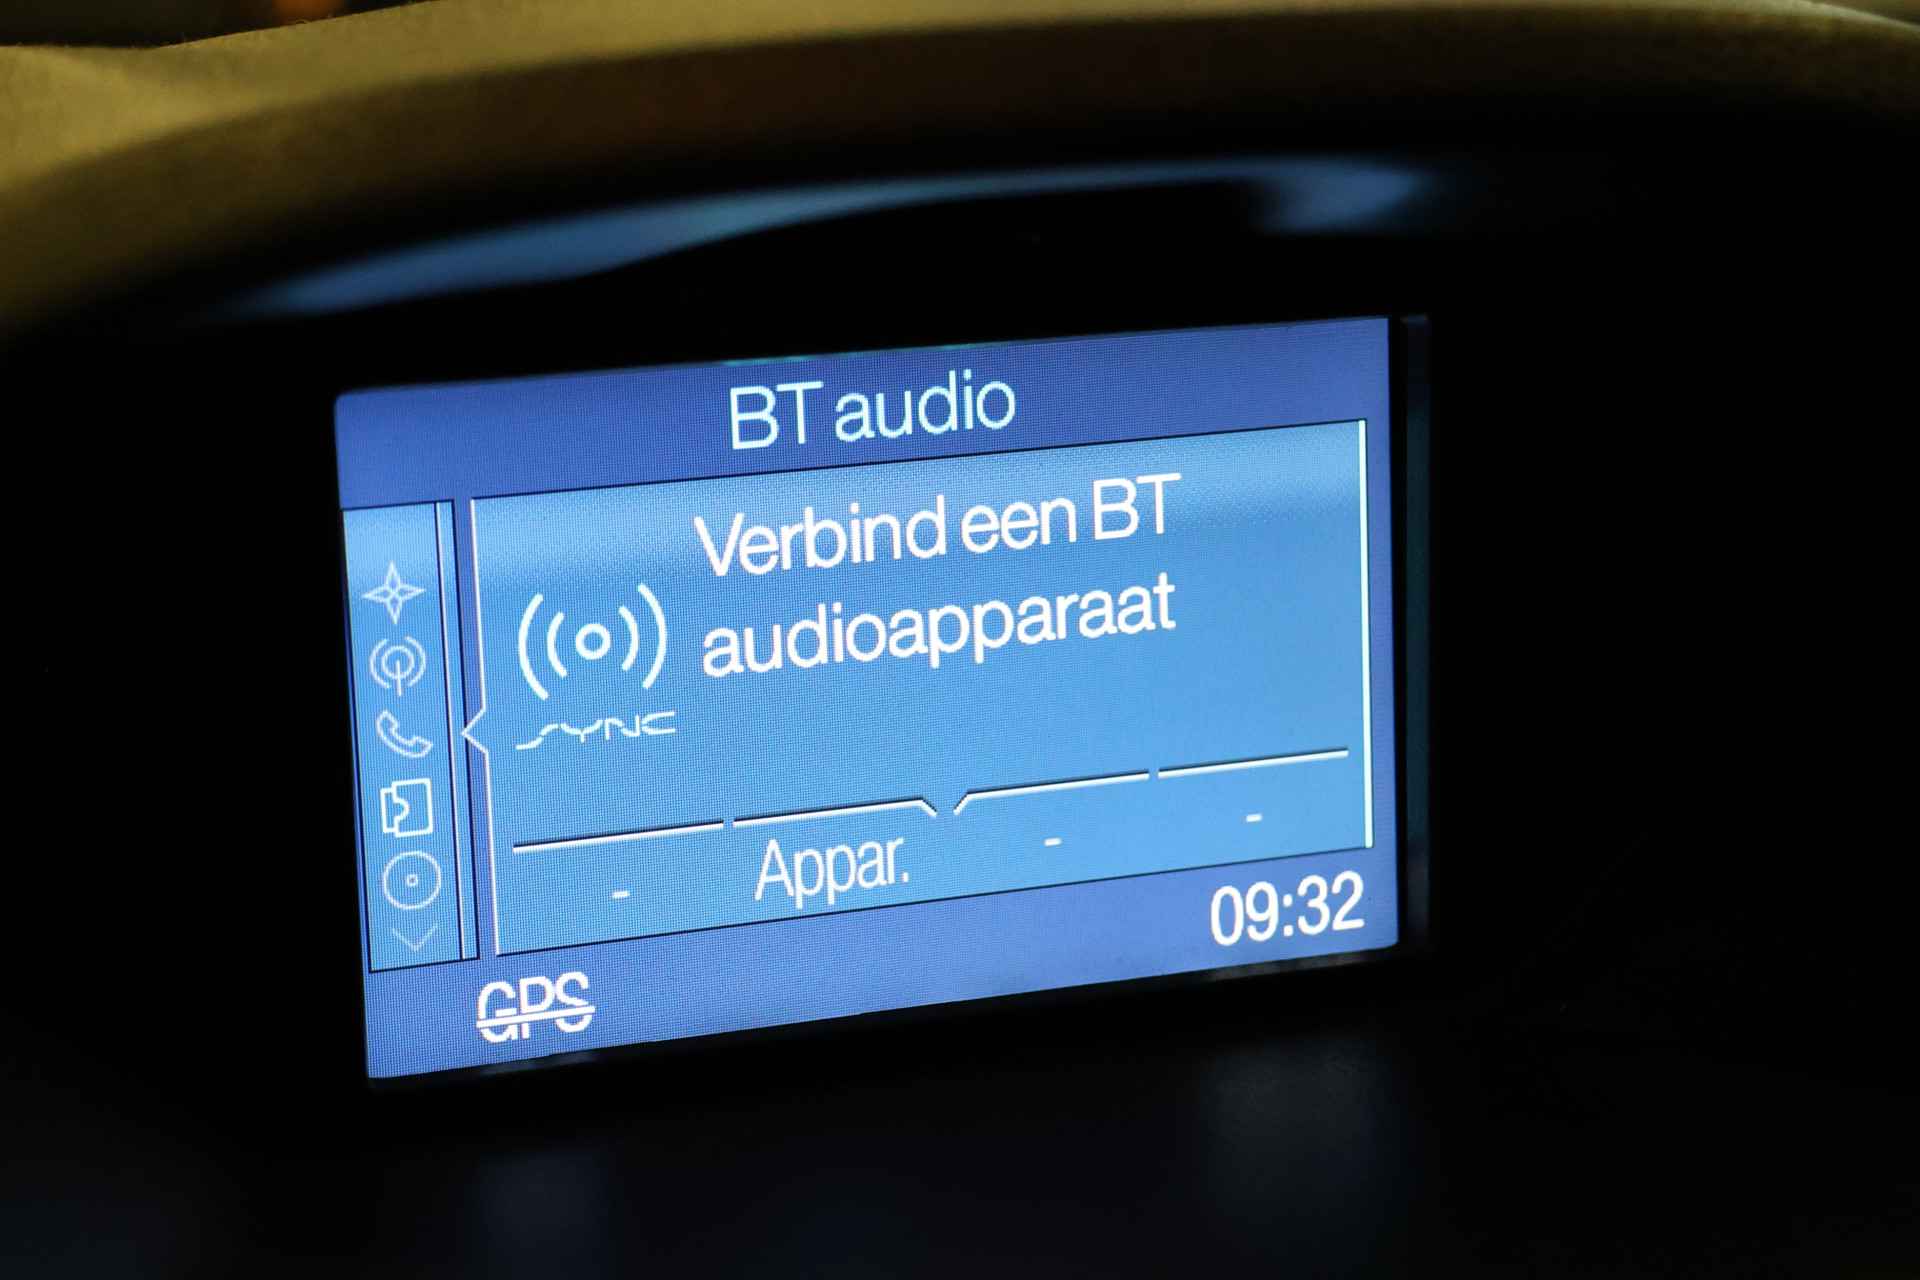 BT audio
Verbind een BT
audioapparaat
SYNC
- Appar. - -
09:32
GPS